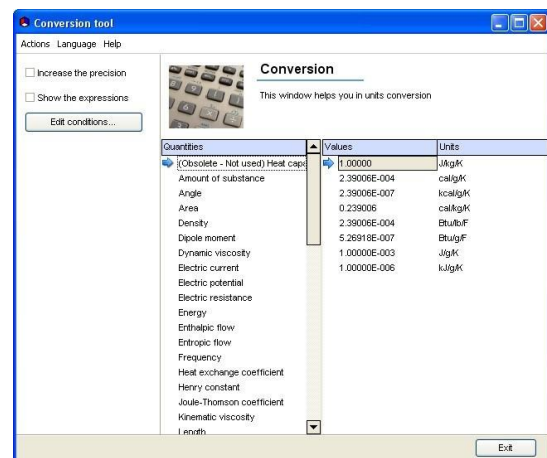 Conversion tool
Actions Language Help
Increase the precision
Show the expressions
Edit conditions...
Conversion
This window helps you in units conversion
Quantities Values Units
(Obsolete - Not used) Heat capa 1.00000 J/kg/K
Amount of substance 2.39006E-004 cal/g/K
Angle 2.39006E-007 kcal/g/K
Area 0.239006 cal/kg/K
Density 2.39006E-004 Btu/lb/F
Dipole moment 5.26918E-007 Btu/g/F
Dynamic viscosity 1.00000E-003 J/g/K
Electric current 1.00000E-006 kJ/g/K
Electric potential
Electric resistance
Energy
Enthalpic flow
Entropic flow
Frequency
Heat exchange coefficient
Henry constant
Joule-Thomson coefficient
Kinematic viscosity
Length
Exit